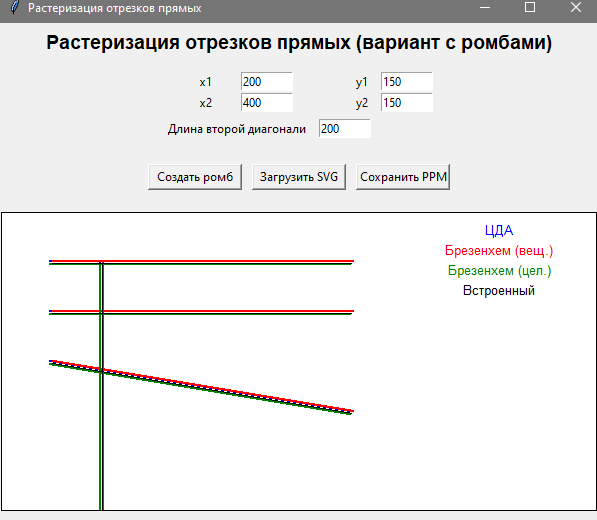 Растеризация отрезков прямых
Растеризация отрезков прямых (вариант с ромбами)
x1 200 y1 150
x2 400 y2 150
Длина второй диагонали 200
Создать ромб Загрузить SVG Сохранить PPM
ЦДА
Брезенхем (вещ.)
Брезенхем (цел.)
Встроенный